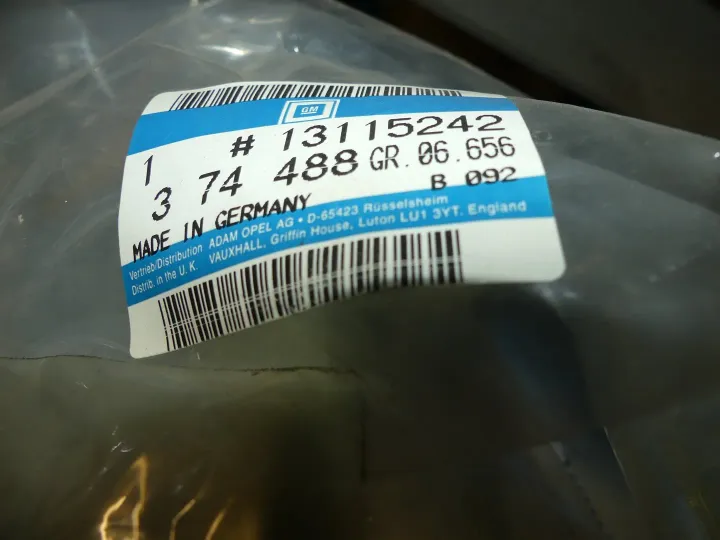 GM
1 # 13115242
3 74 488 GR. 06.656
B 092
MADE IN GERMANY
Vertrieb/Distribution ADAM OPEL AG • D-65423 Rüsselsheim
Distrib. in the U. K. VAUXHALL, Griffin House, Luton LU1 3YT. England